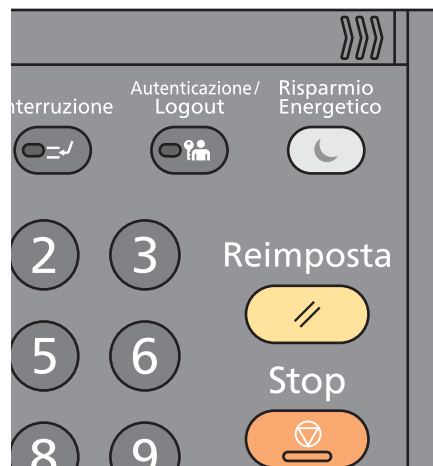 Autenticazione/
Logout
Risparmio
Energetico
nterruzione
2
3
Reimposta
5
6
Stop
8
9